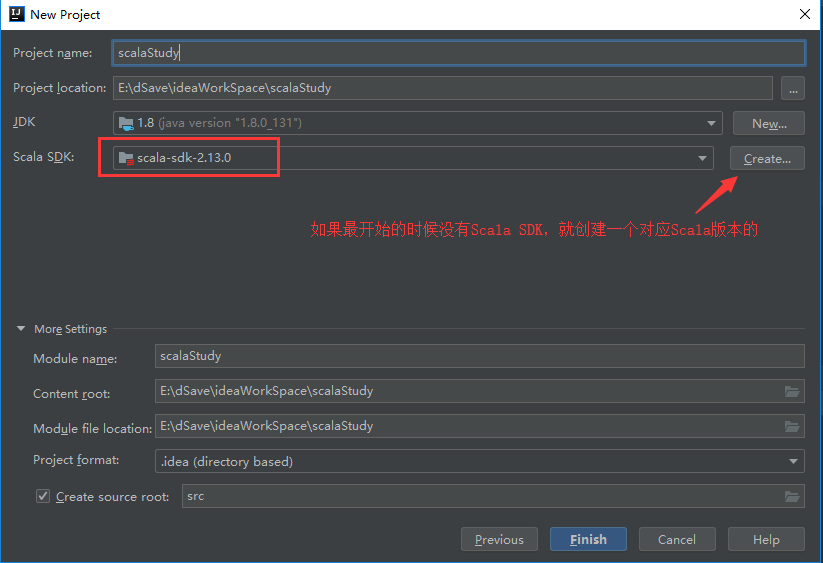 New Project
Project name: scalaStudy
Project location: E:\dSave\ideaWorkSpace\scalaStudy ...
JDK 1.8 (java version "1.8.0_131") New...
Scala SDK: scala-sdk-2.13.0 Create...
如果最开始的时候没有Scala SDK，就创建一个对应Scala版本的
More Settings
Module name: scalaStudy
Content root: E:\dSave\ideaWorkSpace\scalaStudy
Module file location: E:\dSave\ideaWorkSpace\scalaStudy
Project format: .idea (directory based)
Create source root: src
Previous Finish Cancel Help